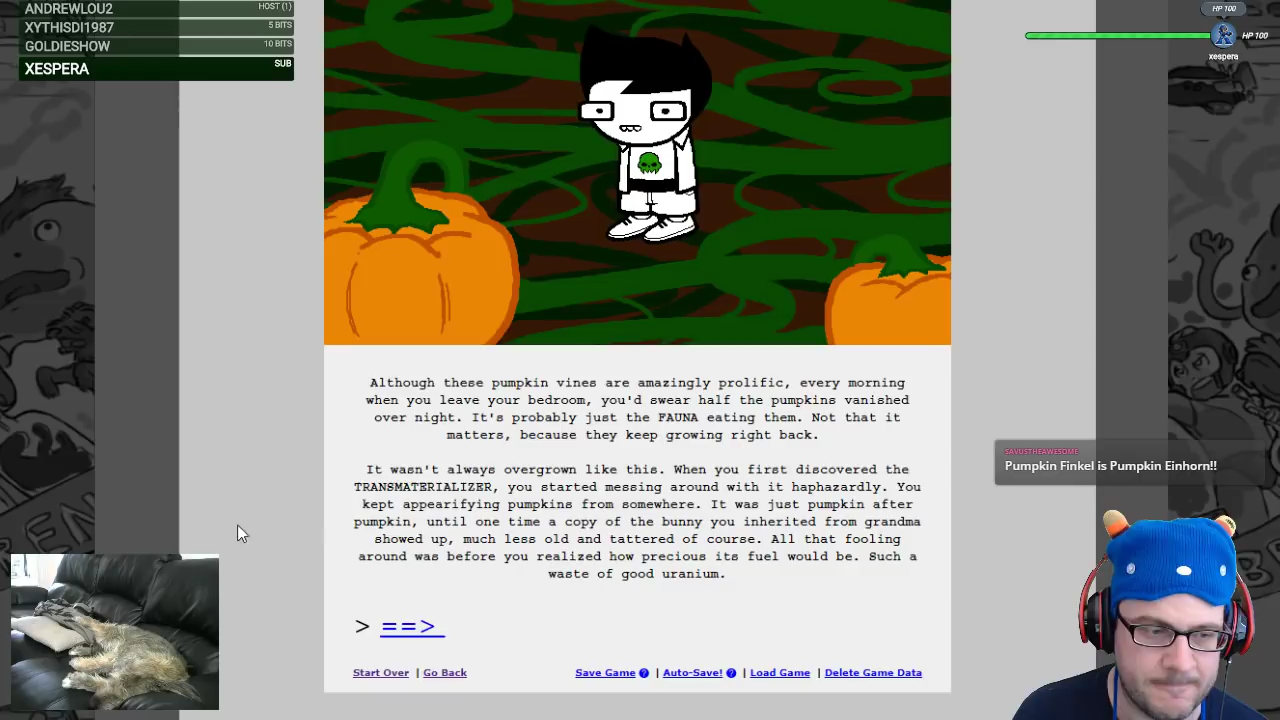 ANDREWLOU2 HOST (1)
XYTHISDI1987 5 BITS
GOLDIESHOW 10 BITS
XESPERA SUB
HP 100
HP 100
xespera
Although these pumpkin vines are amazingly prolific, every morning
when you leave your bedroom, you'd swear half the pumpkins vanished
over night. It's probably just the FAUNA eating them. Not that it
matters, because they keep growing right back.
It wasn't always overgrown like this. When you first discovered the
TRANSMATERIALIZER, you started messing around with it haphazardly. You
kept appearifying pumpkins from somewhere. It was just pumpkin after
pumpkin, until one time a copy of the bunny you inherited from grandma
showed up, much less old and tattered of course. All that fooling
around was before you realized how precious its fuel would be. Such a
waste of good uranium.
> ==>
Start Over | Go Back Save Game ? | Auto-Save! ? | Load Game | Delete Game Data
SAVUSTHEAWESOME
Pumpkin Finkel is Pumpkin Einhorn!!